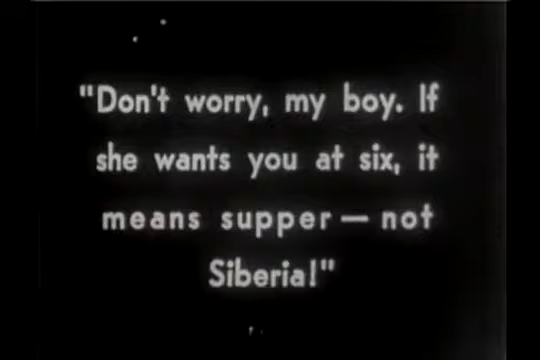 "Don't worry, my boy. If
she wants you at six, it
means supper — not
Siberia!"